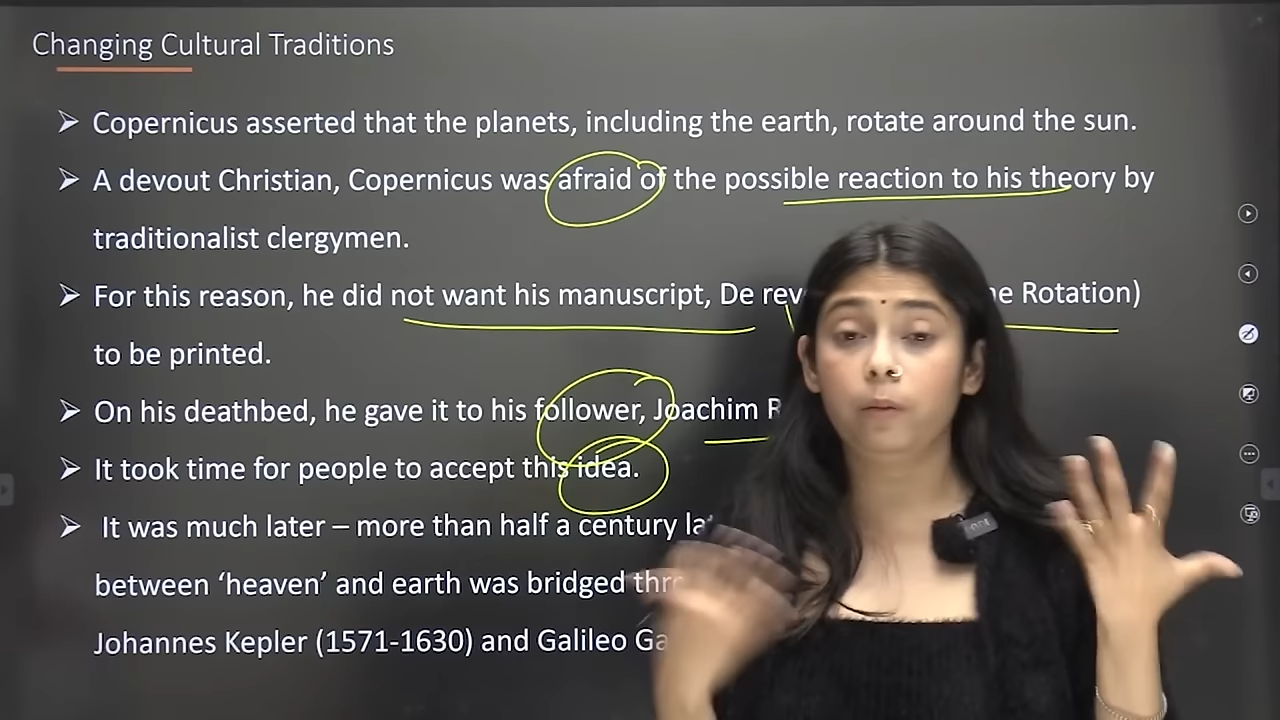 Changing Cultural Traditions
➢ Copernicus asserted that the planets, including the earth, rotate around the sun.
➢ A devout Christian, Copernicus was afraid of the possible reaction to his theory by
traditionalist clergymen.
➢ For this reason, he did not want his manuscript, De Rotation)
to be printed.
➢ On his deathbed, he gave it to his follower, Joachim
➢ It took time for people to accept this idea.
➢ It was much later – more than half a century
between ‘heaven’ and earth was bridged
Johannes Kepler (1571-1630) and Galileo